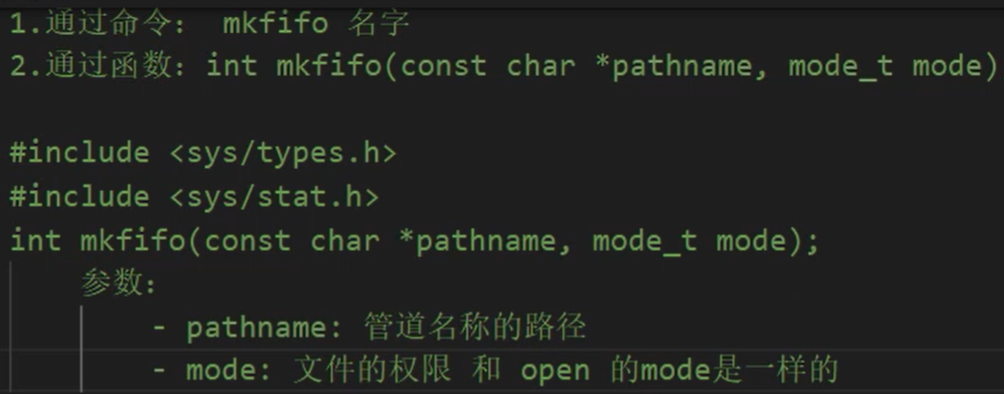 1.通过命令： mkfifo 名字
2.通过函数：int mkfifo(const char *pathname, mode_t mode)
#include <sys/types.h>
#include <sys/stat.h>
int mkfifo(const char *pathname, mode_t mode);
参数：
- pathname: 管道名称的路径
- mode: 文件的权限 和 open 的mode是一样的